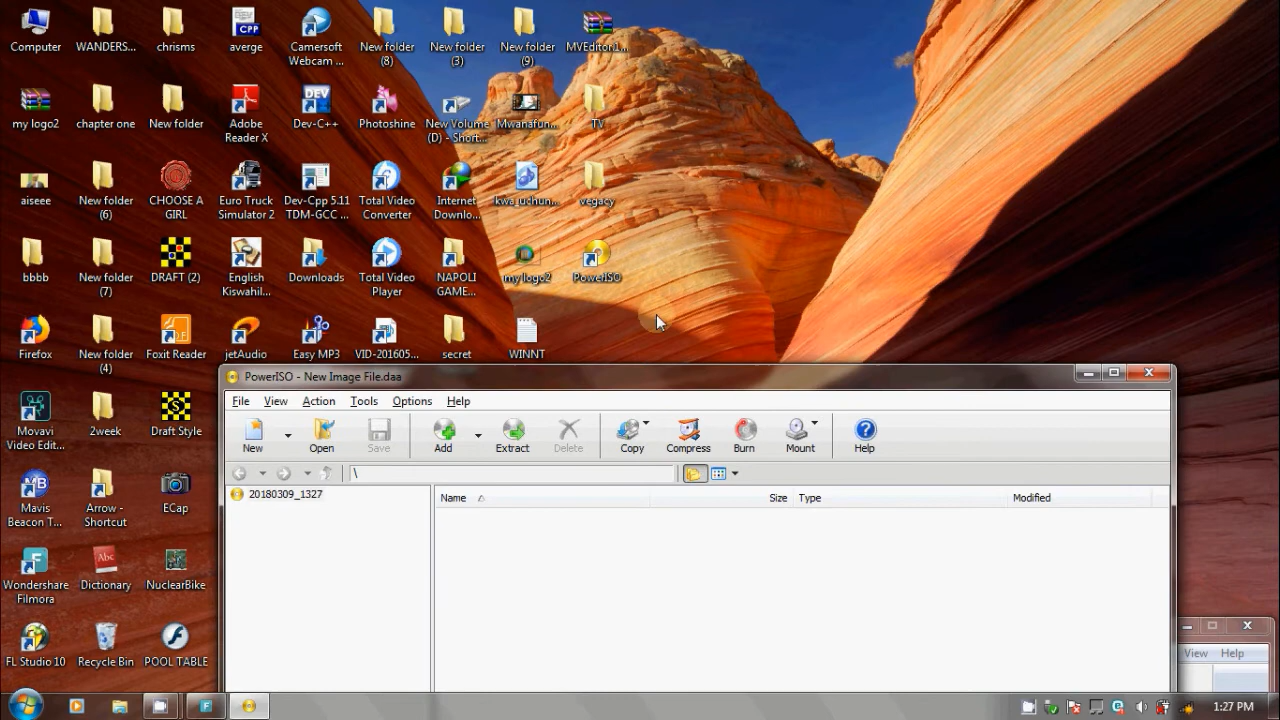 Computer
WANDERS...
chrisms
averge
Camersoft
Webcam ...
New folder
(8)
New folder
(3)
New folder
(9)
MVEditor1...
my logo2
chapter one
New folder
Adobe
Reader X
Dev-C++
Photoshine
New Volume
(D) - Short...
Mwanafun...
TV
aiseee
New folder
(6)
CHOOSE A
GIRL
Euro Truck
Simulator 2
Dev-Cpp 5.11
TDM-GCC ...
Total Video
Converter
Internet
Downlo...
kwa_uchun...
vegacy
bbbb
New folder
(7)
DRAFT (2)
English
Kiswahil...
Downloads
Total Video
Player
NAPOLI
GAME...
my logo2
PowerISO
Firefox
New folder
(4)
Foxit Reader
jetAudio
Easy MP3
VID-201605...
secret
WINNT
Movavi
Video Edit...
2week
Draft Style
Mavis
Beacon T...
Arrow -
Shortcut
ECap
Wondershare
Filmora
Dictionary
NuclearBike
FL Studio 10
Recycle Bin
POOL TABLE
PowerISO - New Image File.daa
File View Action Tools Options Help
New Open Save Add Extract Delete Copy Compress Burn Mount Help
\
20180309_1327
Name Size Type Modified
View Help
1:27 PM